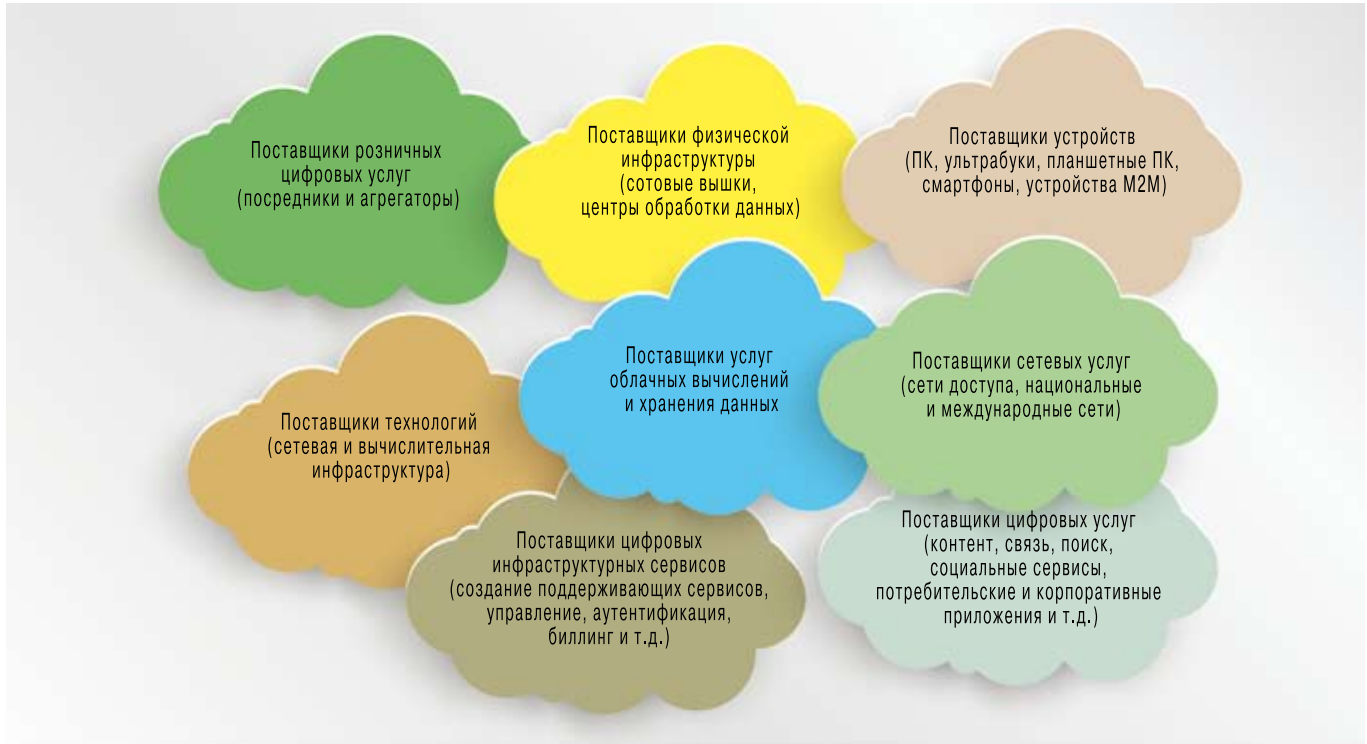 Поставщики розничных
цифровых услуг
(посредники и агрегаторы)
Поставщики физической
инфраструктуры
(сотовые вышки,
центры обработки данных)
Поставщики устройств
(ПК, ультрабуки, планшетные ПК,
смартфоны, устройства М2М)
Поставщики технологий
(сетевая и вычислительная
инфраструктура)
Поставщики услуг
облачных вычислений
и хранения данных
Поставщики сетевых услуг
(сети доступа, национальные
и международные сети)
Поставщики цифровых
инфраструктурных сервисов
(создание поддерживающих сервисов,
управление, аутентификация,
биллинг и т.д.)
Поставщики цифровых услуг
(контент, связь, поиск,
социальные сервисы,
потребительские и корпоративные
приложения и т.д.)